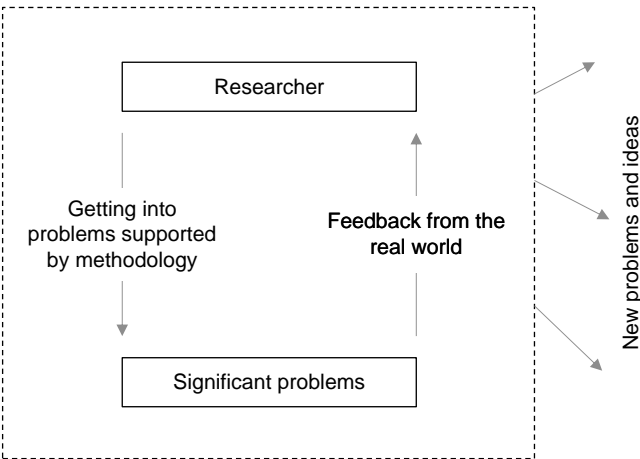 Researcher
Getting into
problems supported
by methodology
Feedback from the
real world
Significant problems
New problems and ideas